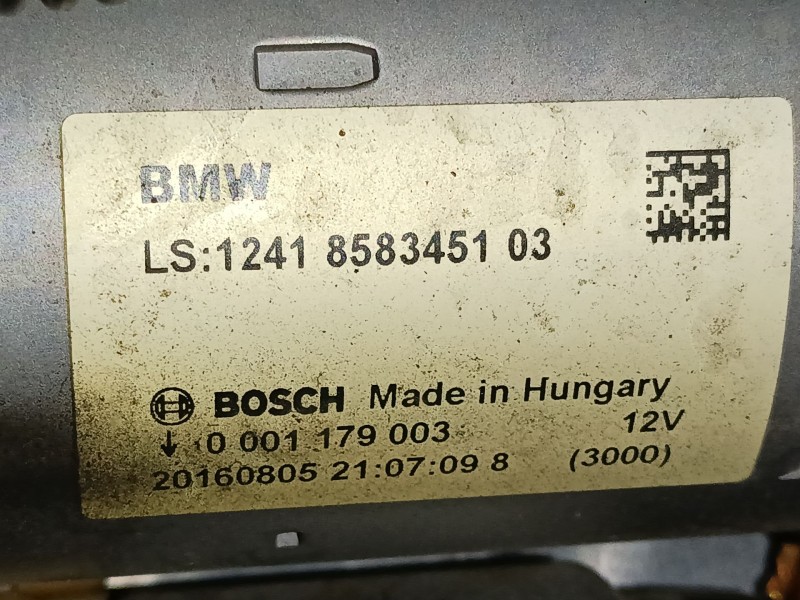 BMW
LS:1241 8583451 03
BOSCH Made in Hungary
0 001 179 003 12V
20160805 21:07:09 8 (3000)